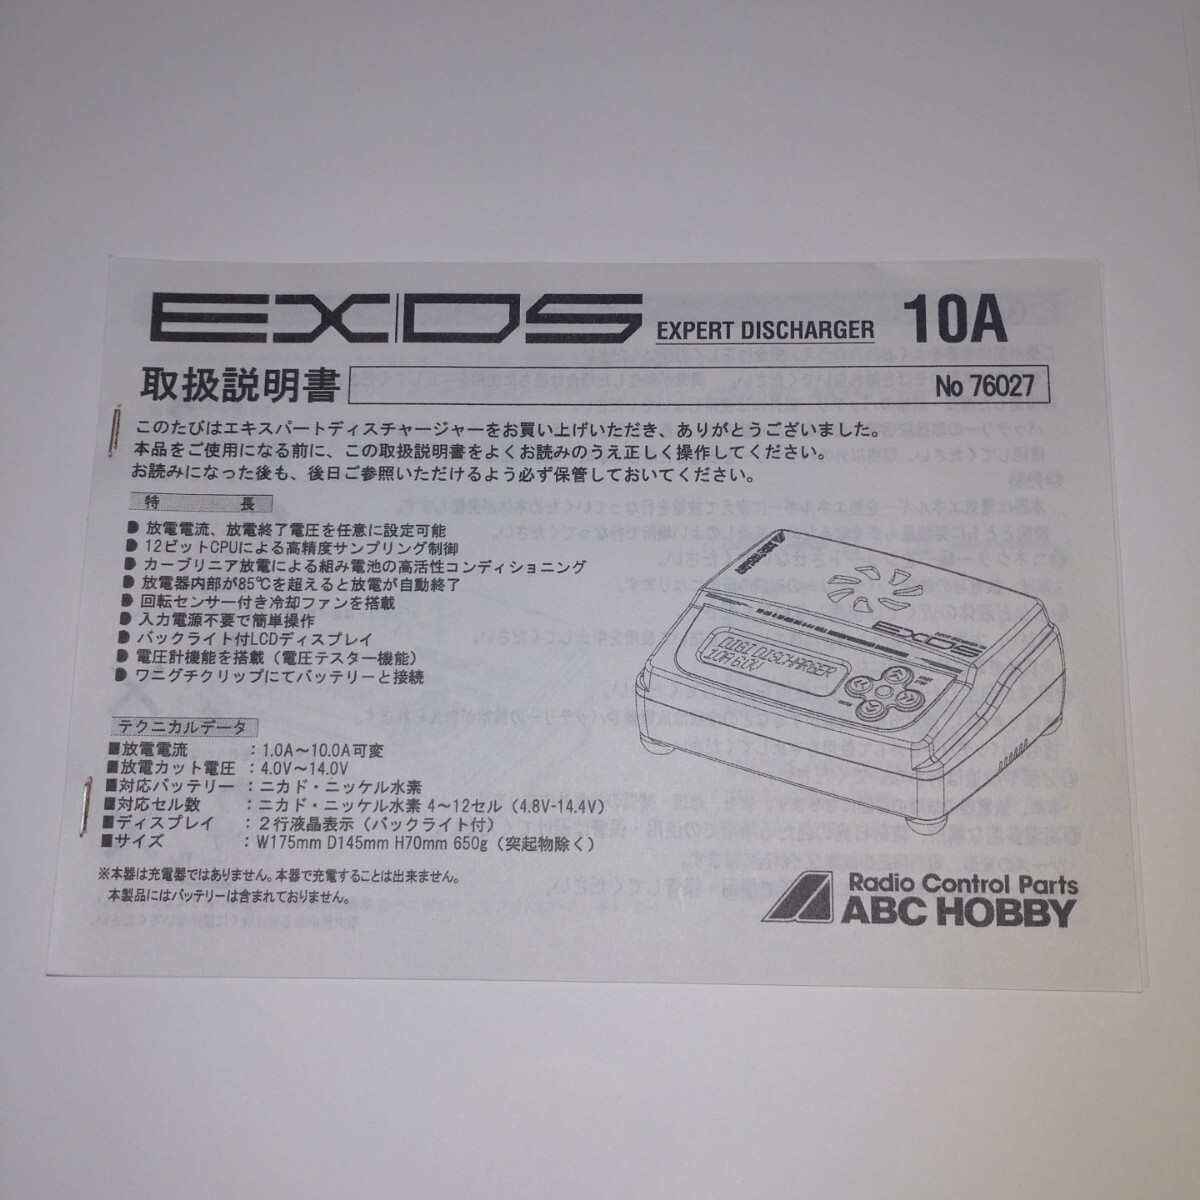 EXDS EXPERT DISCHARGER 10A
取扱説明書 No 76027
このたびはエキスパートディスチャージャーをお買い上げいただき、ありがとうございました。
本品をご使用になる前に、この取扱説明書をよくお読みのうえ正しく操作してください。
お読みになった後も、後日ご参照いただけるよう必ず保管しておいてください。
特 長
放電電流、放電終了電圧を任意に設定可能
12ビットCPUによる高精度サンプリング制御
カーブリニア放電による組み電池の高活性コンディショニング
放電器内部が85℃を超えると放電が自動終了
回転センサー付き冷却ファンを搭載
入力電源不要で簡単操作
バックライト付LCDディスプレイ
電圧計機能を搭載（電圧テスター機能）
ワニグチクリップにてバッテリーと接続
EXDS
DIGI DISCHARGER
10A 6.0V
テクニカルデータ
■放電電流 ：1.0A～10.0A可変
■放電カット電圧 ：4.0V～14.0V
■対応バッテリー ：ニカド・ニッケル水素
■対応セル数 ：ニカド・ニッケル水素 4～12セル（4.8V-14.4V）
■ディスプレイ ：２行液晶表示（バックライト付）
■サイズ ：W175mm D145mm H70mm 650g（突起物除く）
※本器は充電器ではありません。本器で充電することは出来ません。
本製品にはバッテリーは含まれておりません。
Radio Control Parts
ABC HOBBY